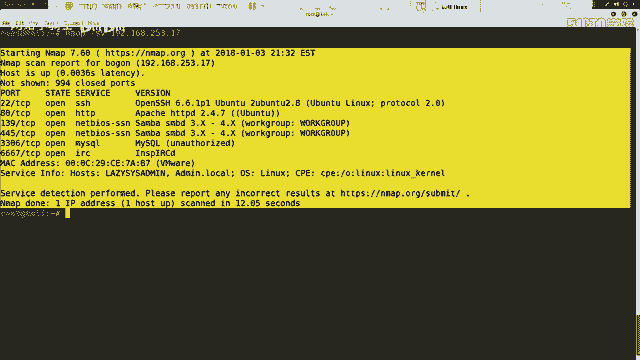 192.168.253.17
Starting Nmap 7.60 ( https://nmap.org ) at 2018-01-03 21:32 EST
Nmap scan report for bogon (192.168.253.17)
Host is up (0.0036s latency).
Not shown: 994 closed ports
PORT STATE SERVICE VERSION
22/tcp open ssh OpenSSH 6.6.1p1 Ubuntu 2ubuntu2.8 (Ubuntu Linux; protocol 2.0)
80/tcp open http Apache httpd 2.4.7 ((Ubuntu))
139/tcp open netbios-ssn Samba smbd 3.X - 4.X (workgroup: WORKGROUP)
445/tcp open netbios-ssn Samba smbd 3.X - 4.X (workgroup: WORKGROUP)
3306/tcp open mysql MySQL (unauthorized)
6667/tcp open irc InspIRCd
MAC Address: 00:0C:29:CE:7A:B7 (VMware)
Service Info: Hosts: LAZYSYSADMIN, Admin.local; OS: Linux; CPE: cpe:/o:linux:linux_kernel
Service detection performed. Please report any incorrect results at https://nmap.org/submit/ .
Nmap done: 1 IP address (1 host up) scanned in 12.05 seconds